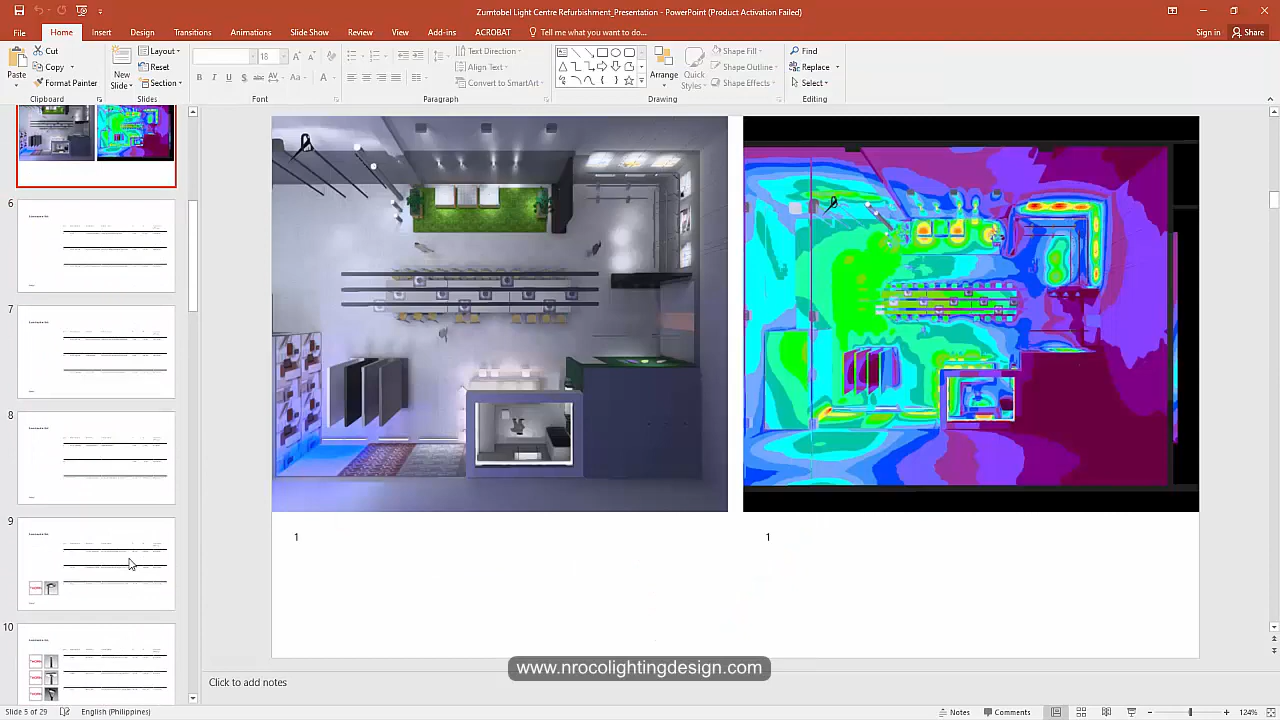 Zumtobel Light Centre Refurbishment_Presentation - PowerPoint (Product Activation Failed)
File Home Insert Design Transitions Animations Slide Show Review View Add-ins ACROBAT Tell me what you want to do... Sign in Share
Paste Cut Copy Format Painter
Clipboard
New Slide Layout Reset Section
Slides
18
B I U S abc AV Aa A
Font
Text Direction Align Text Convert to SmartArt
Paragraph
Arrange Quick Styles Shape Fill Shape Outline Shape Effects
Drawing
Find Replace Select
Editing
6
7
8
9
10
1
1
www.nrocolightingdesign.com
Click to add notes
Slide 5 of 29 English (Philippines) Notes Comments 124%